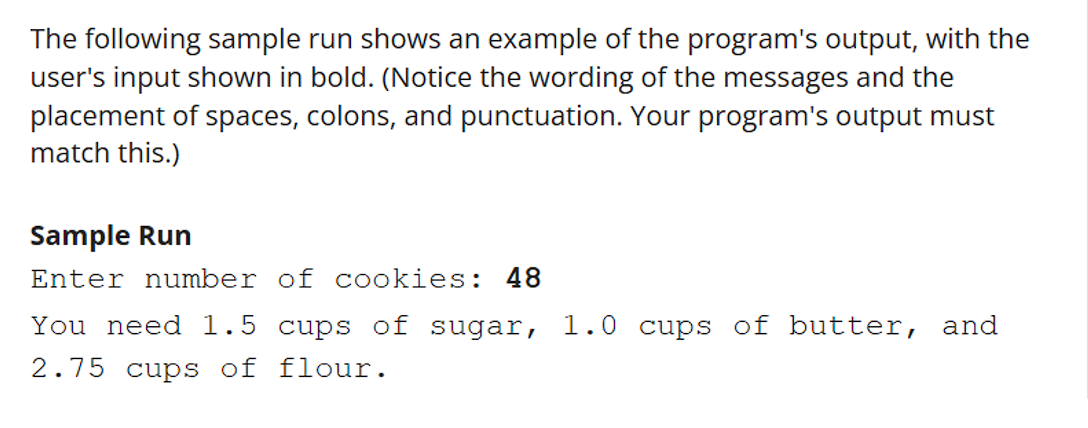 The following sample run shows an example of the program's output, with the
user's input shown in bold. (Notice the wording of the messages and the
placement of spaces, colons, and punctuation. Your program's output must
match this.)
Sample Run
Enter number of cookies: 48
You need 1.5 cups of sugar, 1.0 cups of butter, and
2.75 cups of flour.